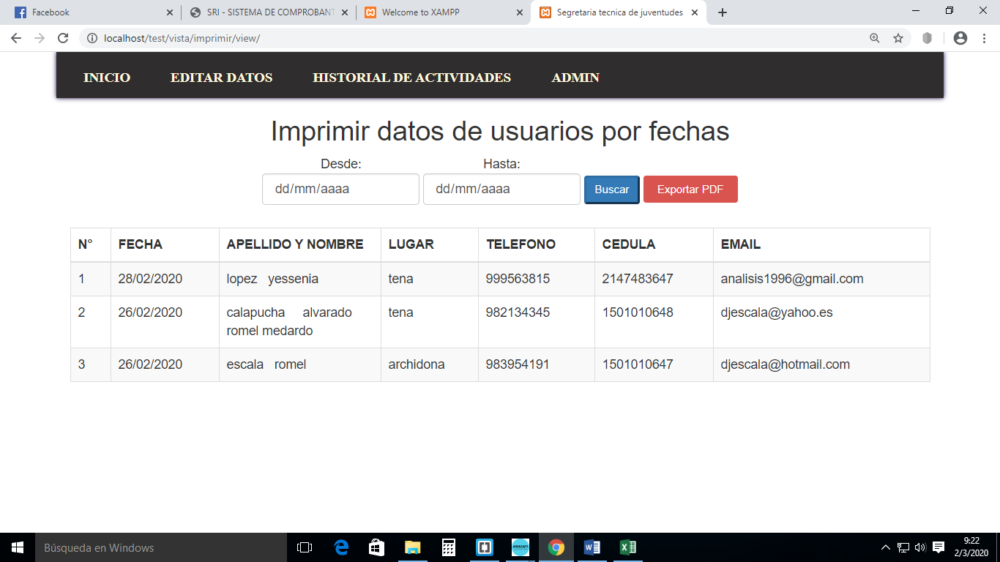 Facebook
SRI - SISTEMA DE COMPROBANT
Welcome to XAMPP
Segretaria tecnica de juventudes
localhost/test/vista/imprimir/view/
INICIO EDITAR DATOS HISTORIAL DE ACTIVIDADES ADMIN
Imprimir datos de usuarios por fechas
Desde: Hasta:
dd/mm/aaaa dd/mm/aaaa Buscar Exportar PDF
N° FECHA APELLIDO Y NOMBRE LUGAR TELEFONO CEDULA EMAIL
1 28/02/2020 lopez yessenia tena 999563815 2147483647 analisis1996@gmail.com
2 26/02/2020 calapucha alvarado tena 982134345 1501010648 djescala@yahoo.es
romel medardo
3 26/02/2020 escala romel archidona 983954191 1501010647 djescala@hotmail.com
Búsqueda en Windows
ANASATI
9:22
2/3/2020